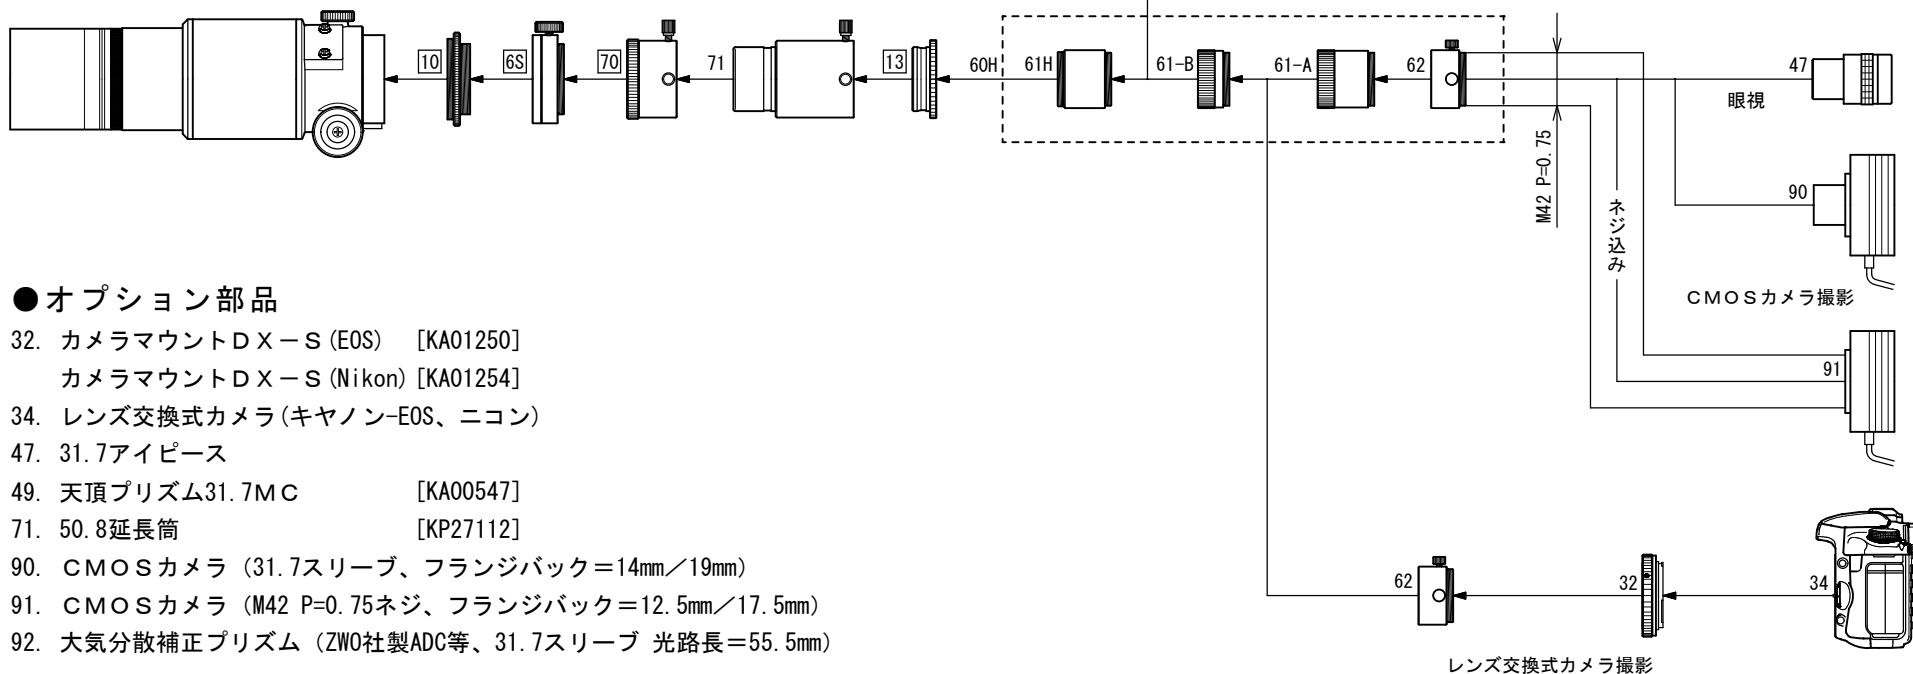 10
6S
70
71
13
60H
61H
61-B
61-A
62
47
眼視
M42 P=0.75
ネジ込み
90
CMOSカメラ撮影
91
●オプション部品
32. カメラマウントDX-S(EOS) [KA01250]
カメラマウントDX-S(Nikon) [KA01254]
34. レンズ交換式カメラ(キヤノン-EOS、ニコン)
47. 31.7アイピース
49. 天頂プリズム31.7MC [KA00547]
71. 50.8延長筒 [KP27112]
90. CMOSカメラ (31.7スリーブ、フランジバック=14mm/19mm)
91. CMOSカメラ (M42 P=0.75ネジ、フランジバック=12.5mm/17.5mm)
92. 大気分散補正プリズム (ZWO社製ADC等、31.7スリーブ 光路長=55.5mm)
62
32
34
レンズ交換式カメラ撮影